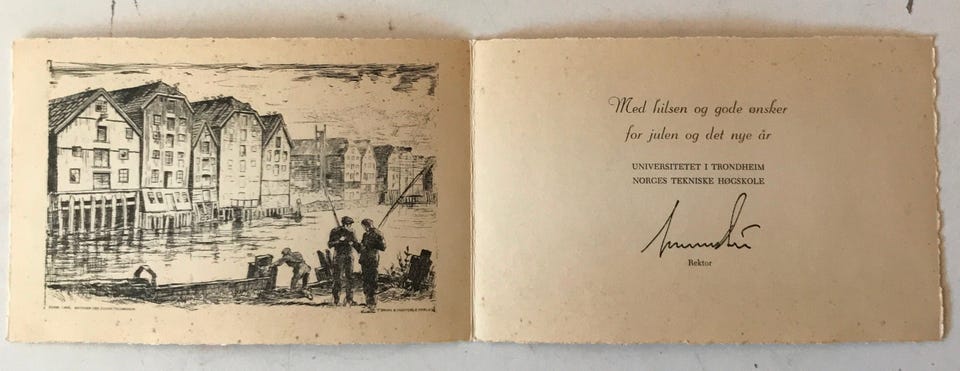 Med hilsen og gode ønsker
for julen og det nye år
UNIVERSITETET I TRONDHEIM
NORGES TEKNISKE HØGSKOLE
Rektor